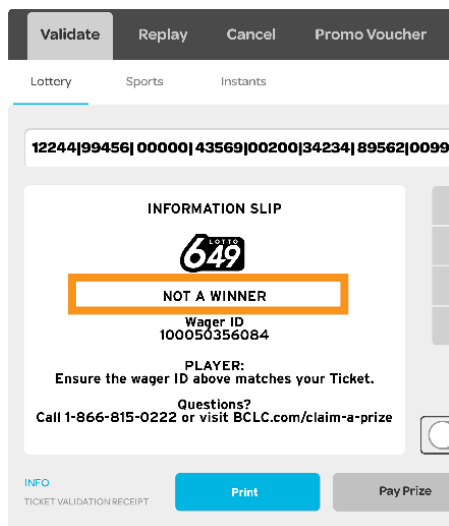 Validate Replay Cancel Promo Voucher
Lottery Sports Instants
12244|99456| 00000| 43569|00200|34234| 89562|0099
INFORMATION SLIP
LOTTO
649
NOT A WINNER
Wager ID
100050356084
PLAYER:
Ensure the wager ID above matches your Ticket.
Questions?
Call 1-866-815-0222 or visit BCLC.com/claim-a-prize
INFO
TICKET VALIDATION RECEIPT
Print Pay Prize